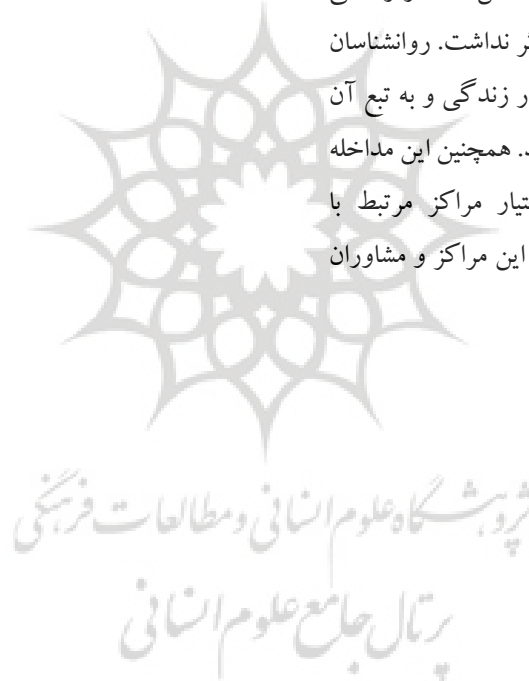 ثر نداشت. روانشناسان
ر زندگی و به تبع آن
د. همچنین این مداخله
تیار مراکز مرتبط با
این مراکز و مشاوران
پژوهشگاه علوم انسانی و مطالعات فرهنگی
پرتال جامع علوم انسانی